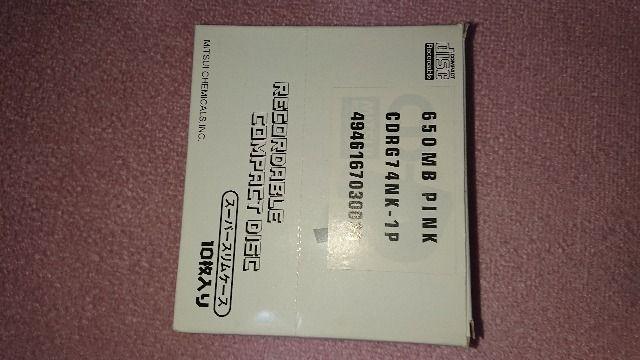 COMPACT
disc
Recordable
650MB PINK
CDRG74NK-1P
RECORDABLE
COMPACT DISC
スーパースリムケース
10枚入り
MITSUI CHEMICALS, INC.